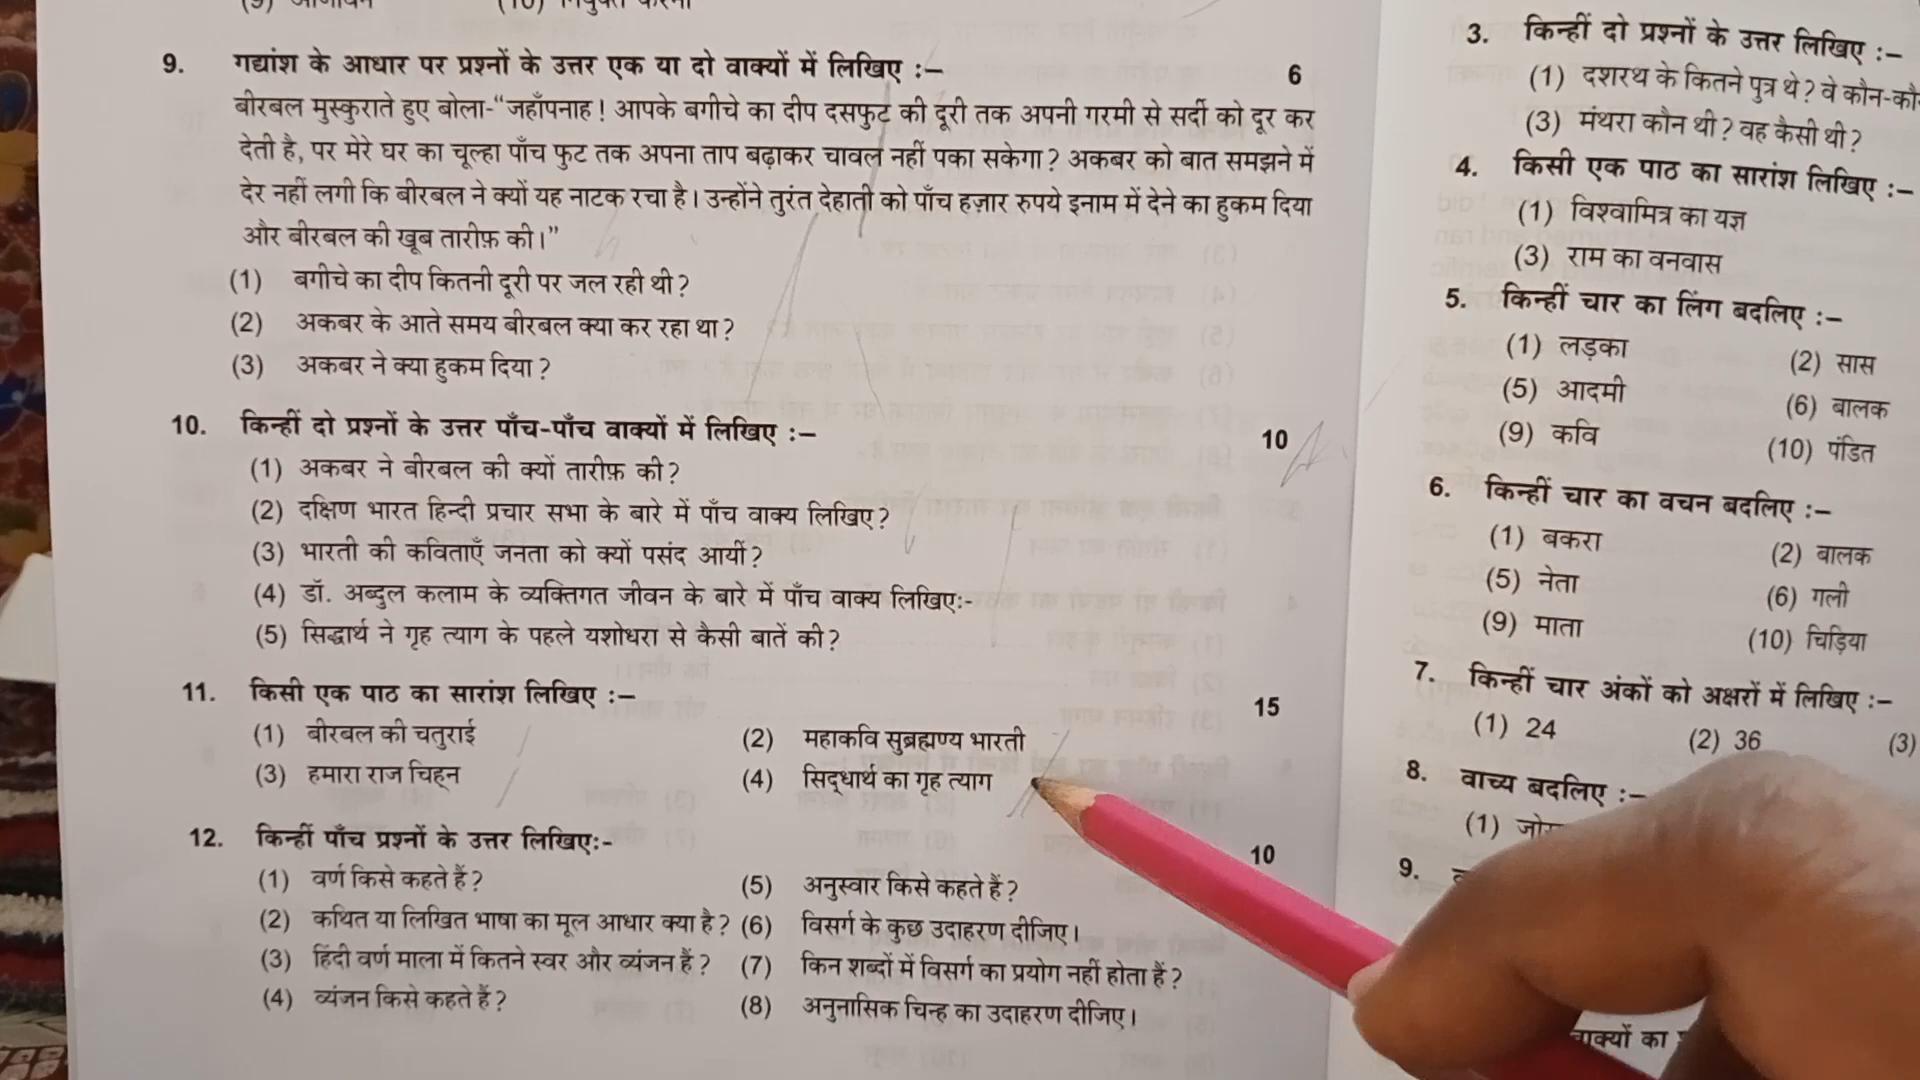 9. गद्यांश के आधार पर प्रश्नों के उत्तर एक या दो वाक्यों में लिखिए :– 6
बीरबल मुस्कुराते हुए बोला-“जहाँपनाह! आपके बगीचे का दीप दसफुट की दूरी तक अपनी गरमी से सर्दी को दूर कर
देती है, पर मेरे घर का चूल्हा पाँच फुट तक अपना ताप बढ़ाकर चावल नहीं पका सकेगा? अकबर को बात समझने में
देर नहीं लगी कि बीरबल ने क्यों यह नाटक रचा है। उन्होंने तुरंत देहाती को पाँच हज़ार रुपये इनाम में देने का हुकम दिया
और बीरबल की खूब तारीफ़ की।”
(1) बगीचे का दीप कितनी दूरी पर जल रही थी?
(2) अकबर के आते समय बीरबल क्या कर रहा था?
(3) अकबर ने क्या हुकम दिया?
10. किन्हीं दो प्रश्नों के उत्तर पाँच-पाँच वाक्यों में लिखिए :– 10
(1) अकबर ने बीरबल की क्यों तारीफ़ की?
(2) दक्षिण भारत हिन्दी प्रचार सभा के बारे में पाँच वाक्य लिखिए?
(3) भारती की कविताएँ जनता को क्यों पसंद आयीं?
(4) डॉ. अब्दुल कलाम के व्यक्तिगत जीवन के बारे में पाँच वाक्य लिखिए:-
(5) सिद्धार्थ ने गृह त्याग के पहले यशोधरा से कैसी बातें की?
11. किसी एक पाठ का सारांश लिखिए :– 15
(1) बीरबल की चतुराई (2) महाकवि सुब्रह्मण्य भारती
(3) हमारा राज चिह्न (4) सिद्धार्थ का गृह त्याग
12. किन्हीं पाँच प्रश्नों के उत्तर लिखिए:- 10
(1) वर्ण किसे कहते हैं? (5) अनुस्वार किसे कहते हैं?
(2) कथित या लिखित भाषा का मूल आधार क्या है? (6) विसर्ग के कुछ उदाहरण दीजिए।
(3) हिंदी वर्ण माला में कितने स्वर और व्यंजन हैं? (7) किन शब्दों में विसर्ग का प्रयोग नहीं होता हैं?
(4) व्यंजन किसे कहते हैं? (8) अनुनासिक चिन्ह का उदाहरण दीजिए।
3. किन्हीं दो प्रश्नों के उत्तर लिखिए :–
(1) दशरथ के कितने पुत्र थे? वे
(3) मंथरा कौन थी? वह कैसी थी?
4. किसी एक पाठ का सारांश लिखिए :–
(1) विश्वामित्र का यज्ञ
(3) राम का वनवास
5. किन्हीं चार का लिंग बदलिए :–
(1) लड़का (2) सास
(5) आदमी (6) बालक
(9) कवि (10) पंडित
6. किन्हीं चार का वचन बदलिए :–
(1) बकरा (2) बालक
(5) नेता (6) गली
(9) माता (10) चिड़िया
7. किन्हीं चार अंकों को अक्षरों में लिखिए :–
(1) 24 (2) 36 (3)
8. वाच्य बदलिए :–
(1)
9.
वाक्यों का